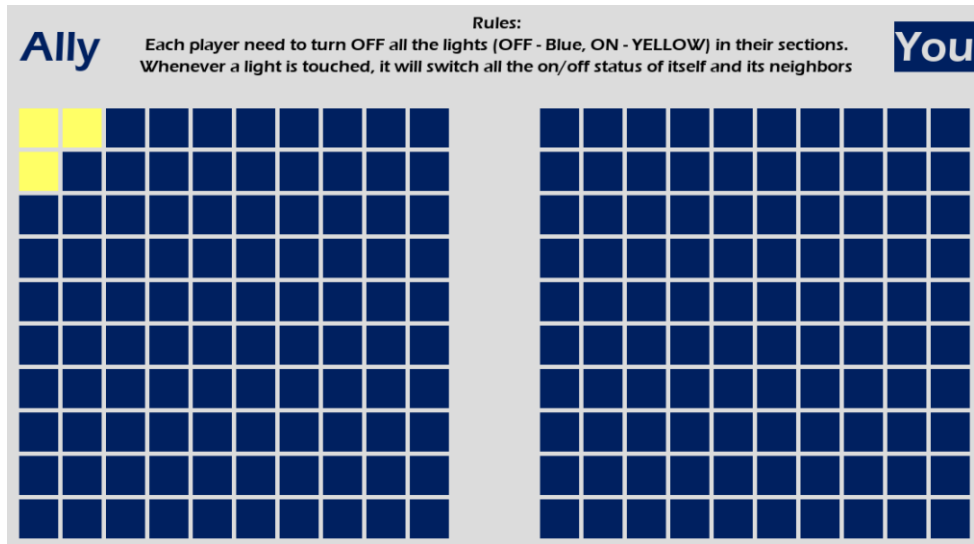 Rules:
Ally
Each player need to turn OFF all the lights (OFF - Blue, ON - YELLOW) in their sections.
Whenever a light is touched, it will switch all the on/off status of itself and its neighbors
You